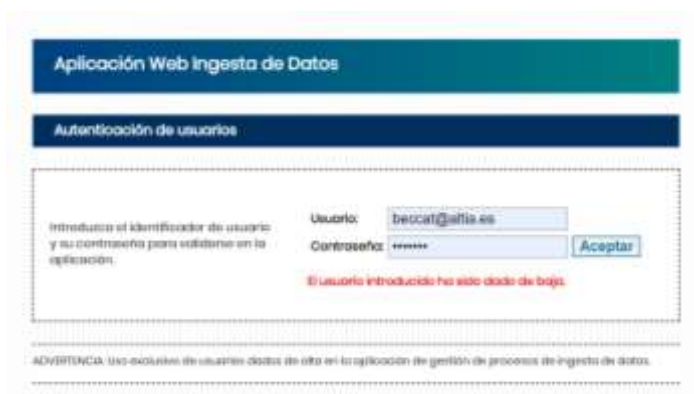 Aplicación Web Ingesta de Datos
Autenticación de usuarios
Introduzca el identificador de usuario
y su contraseña para validarse en la
aplicación.
Usuario: beccat@altia.es
Contraseña: ••••••• Aceptar
El usuario introducido ha sido dado de baja.
ADVERTENCIA: Uso exclusivo de usuarios dados de alta en la aplicación de gestión de procesos de ingesta de datos.